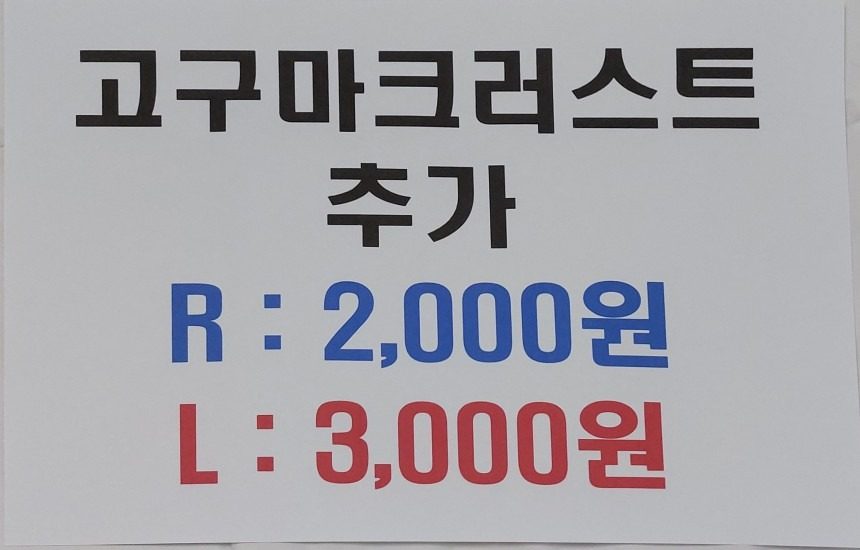 고구마크러스트
추가
R : 2,000원
L : 3,000원